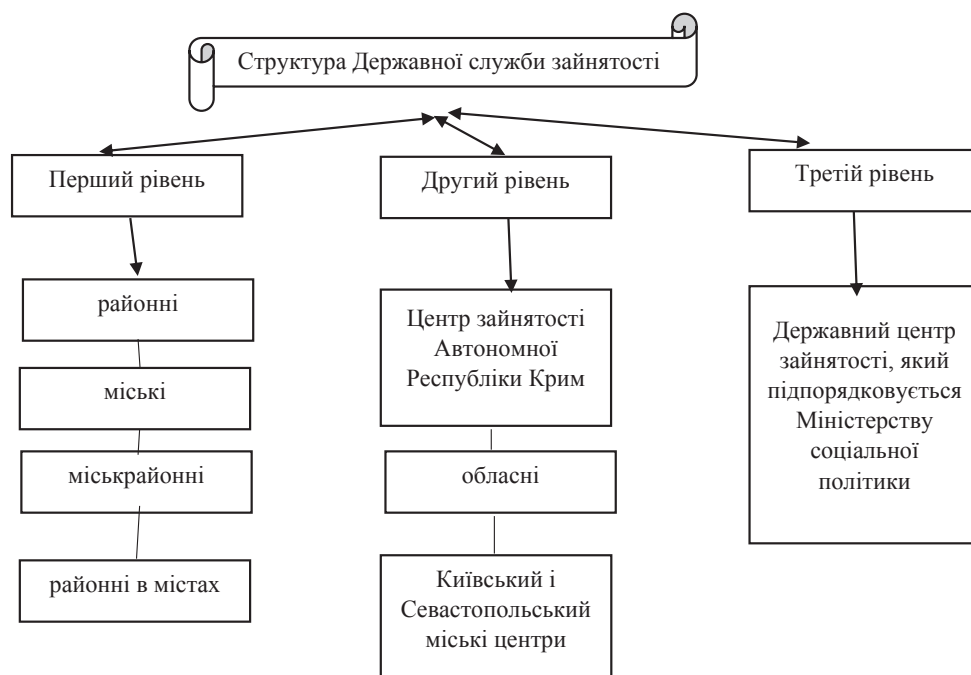 Структура Державної служби зайнятості
Перший рівень
Другий рівень
Третій рівень
районні
міські
міськрайонні
районні в містах
Центр зайнятості
Автономної
Республіки Крим
обласні
Київський і
Севастопольський
міські центри
Державний центр
зайнятості, який
підпорядковується
Міністерству
соціальної
політики